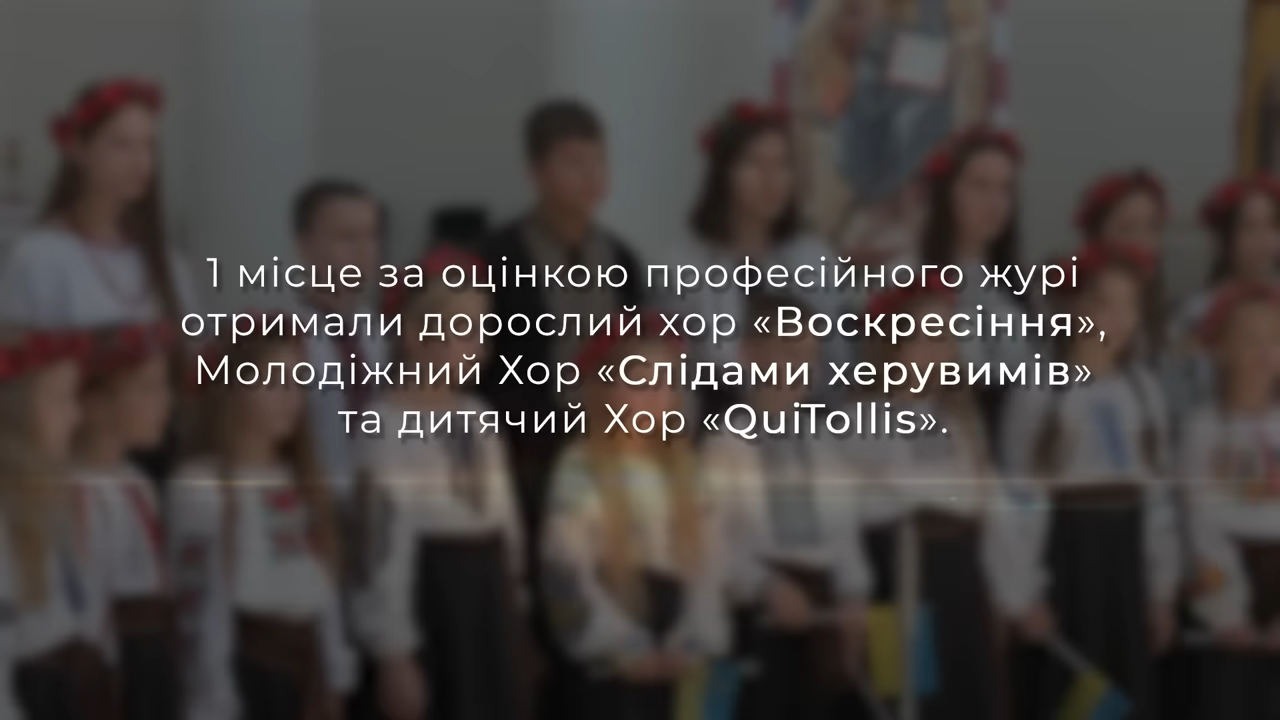 1 місце за оцінкою професійного журі
отримали дорослий хор «Воскресіння»,
Молодіжний Хор «Слідами херувимів»
та дитячий Хор «QuiTollis».